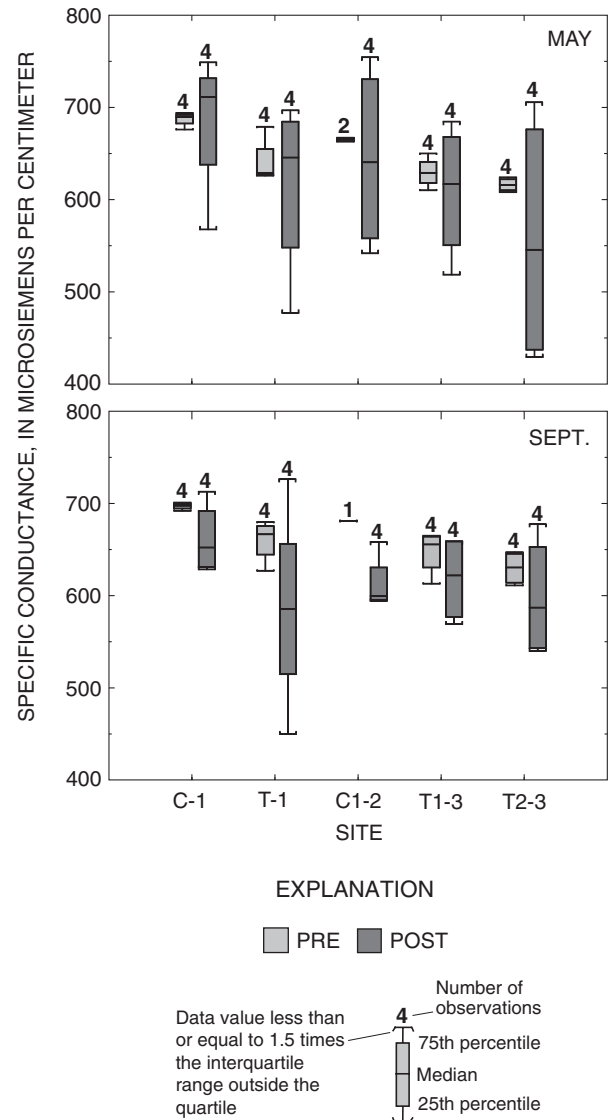 SPECIFIC CONDUCTANCE, IN MICROSIEMENS PER CENTIMETER
800
700
600
500
400
MAY
4
4
4
4
2
4
4
4
4
4
800
700
600
500
400
SEPT.
4
4
4
4
1
4
4
4
4
4
C-1
T-1
C1-2
T1-3
T2-3
SITE
EXPLANATION
PRE
POST
Data value less than
or equal to 1.5 times
the interquartile
range outside the
quartile
4
Number of
observations
75th percentile
Median
25th percentile